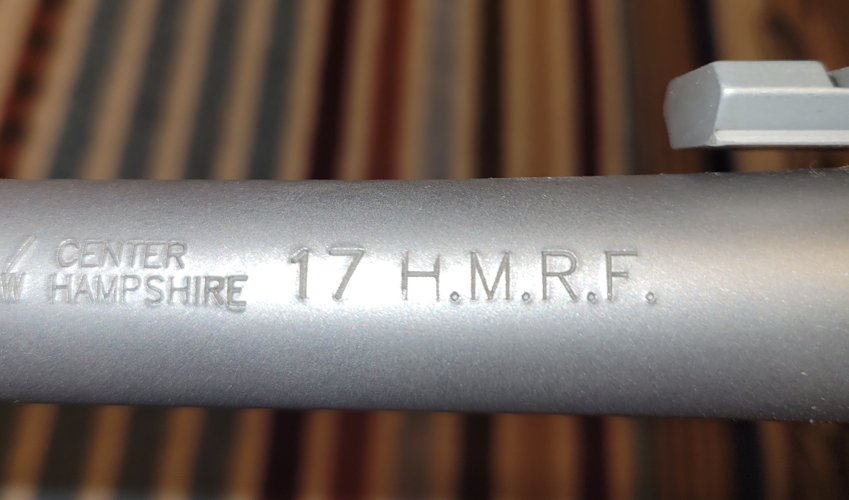 / CENTER
W HAMPSHIRE
17 H.M.R.F.